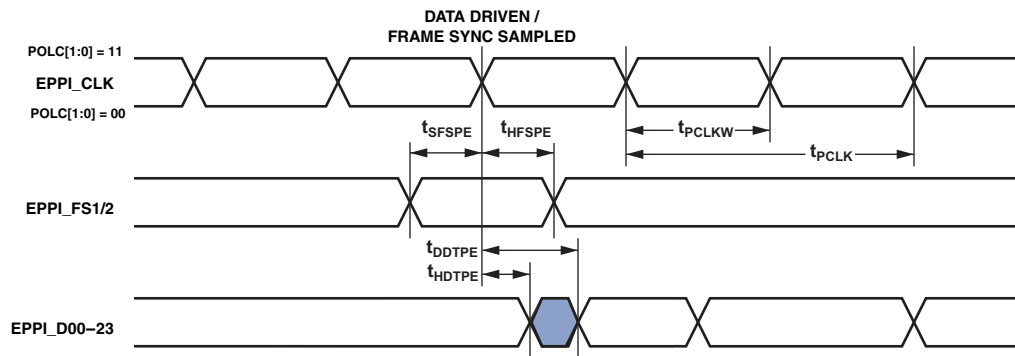 DATA DRIVEN /
FRAME SYNC SAMPLED
POLC[1:0] = 11
EPPI_CLK
POLC[1:0] = 00
tSFSPE
tHFSPE
tPCLKW
tPCLK
EPPI_FS1/2
tDDTPE
tHDTPE
EPPI_D00–23